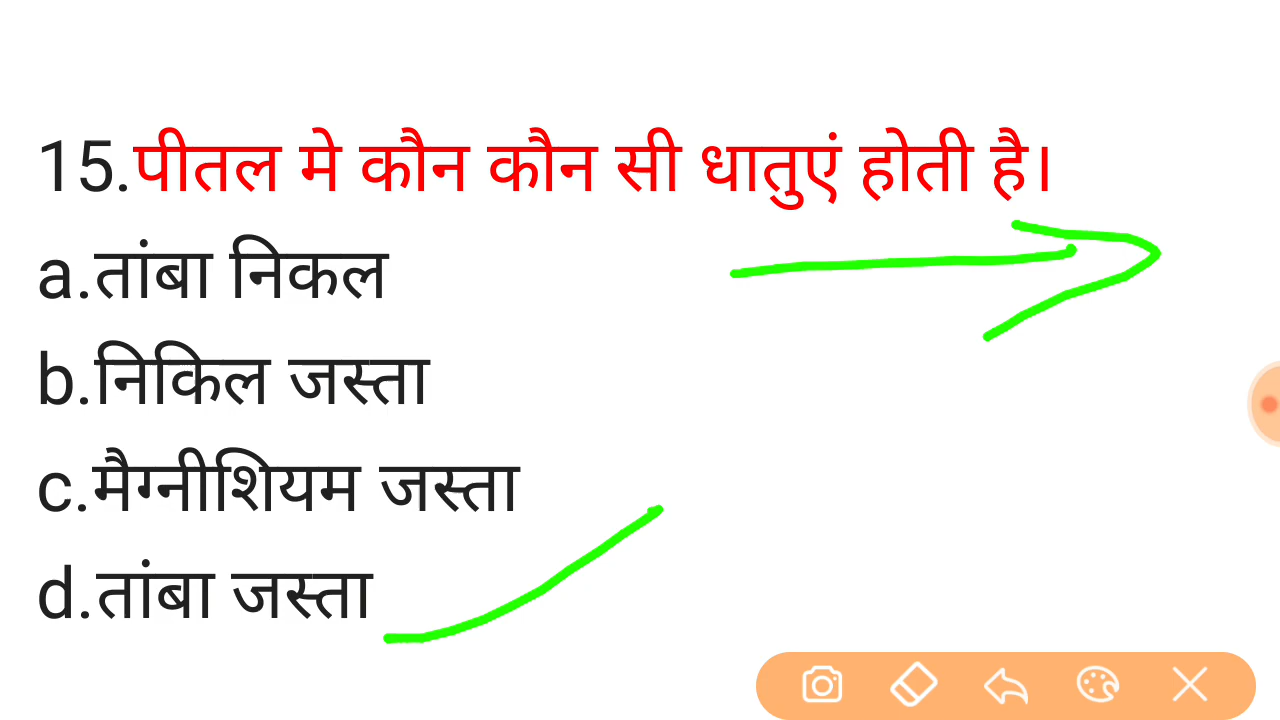 15.पीतल मे कौन कौन सी धातुएं होती है।
a.तांबा निकल
b.निकिल जस्ता
c.मैग्नीशियम जस्ता
d.तांबा जस्ता